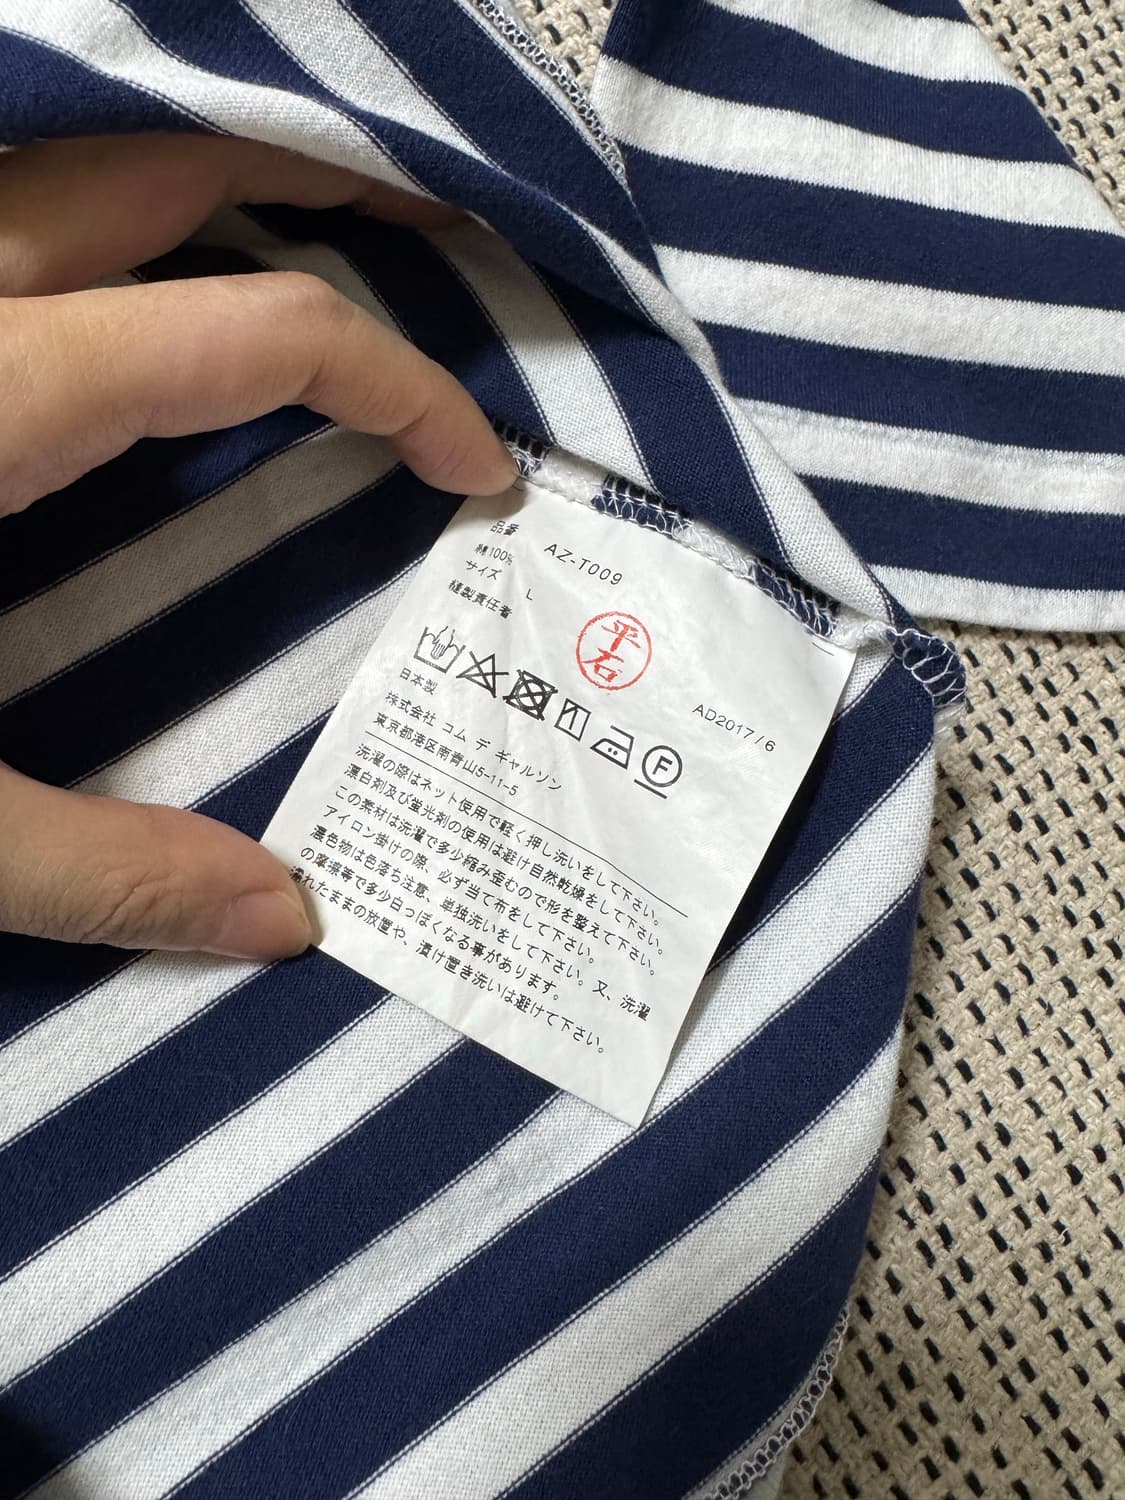 品番 AZ-T009
綿100%
サイズ L
縫製責任者
平石
AD2017/6
F
日本製
株式会社 コム デ ギャルソン
東京都港区南青山5-11-5
洗濯の際はネット使用で軽く押し洗いをして下さい。
漂白剤及び蛍光剤の使用は避け自然乾燥をして下さい。
この素材は洗濯で多少縮み歪むので形を整えて下さい。
アイロン掛けの際、必ず当て布をして下さい。
濃色物は色落ち注意、単独洗いをして下さい。又、洗濯
の摩擦等で多少白っぽくなる事があります。
濡れたままの放置や、漬け置き洗いは避けて下さい。